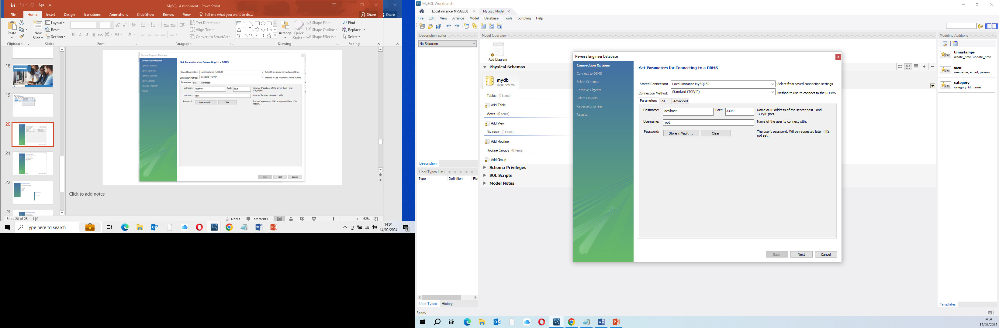 MySQL Assignment - PowerPoint
File Home Insert Design Transitions Animations Slide Show Review View Tell me what you want to do... Share Share
Paste
New Slide
Layout
Reset
Section
B I U S abc AV Aa A
Text Direction
Align Text
Convert to SmartArt
Arrange
Quick Styles
Shape Fill
Shape Outline
Shape Effects
Find
Replace
Select
Clipboard Slides Font Paragraph Drawing Editing
18
19
20
21
22
23
Reverse Engineer Database
Connection Options
Connect to DBMS
Select Schemas
Retrieve Objects
Select Objects
Reverse Engineer
Results
Set Parameters for Connecting to a DBMS
Stored Connection: Local instance MySQL80 Select from saved connection settings
Connection Method: Standard (TCP/IP) Method to use to connect to the RDBMS
Parameters SSL Advanced
Hostname: localhost Port: 3306 Name or IP address of the server host - and
TCP/IP port.
Username: root Name of the user to connect with.
Password: Store in Vault ... Clear The user's password. Will be requested later if it's
not set.
Back Next Cancel
Click to add notes
Slide 20 of 25 Notes Comments 62%
Type here to search
14:04
14/02/2024
1
MySQL Workbench
Local instance MySQL80 MySQL Model
File Edit View Arrange Model Database Tools Scripting Help
Description Editor
No Selection
Description
User Types List
Type Definition Fla
User Types History
Ready
Model Overview
Add Diagram
Physical Schemas
mydb
MySQL Schema
Tables (0 items)
Add Table
Views (0 items)
Add View
Routines (0 items)
Add Routine
Routine Groups (0 items)
Add Group
Schema Privileges
SQL Scripts
Model Notes
Reverse Engineer Database
Connection Options
Connect to DBMS
Select Schemas
Retrieve Objects
Select Objects
Reverse Engineer
Results
Set Parameters for Connecting to a DBMS
Stored Connection: Local instance MySQL80 Select from saved connection settings
Connection Method: Standard (TCP/IP) Method to use to connect to the RDBMS
Parameters SSL Advanced
Hostname: localhost Port: 3306 Name or IP address of the server host - and
TCP/IP port.
Username: root Name of the user to connect with.
Password: Store in Vault ... Clear The user's password. Will be requested later if it's
not set.
Back Next Cancel
Modeling Additions
timestamps
create_time, update_time
user
username, email, passwo...
category
category_id, name
Templates
14:04
14/02/2024